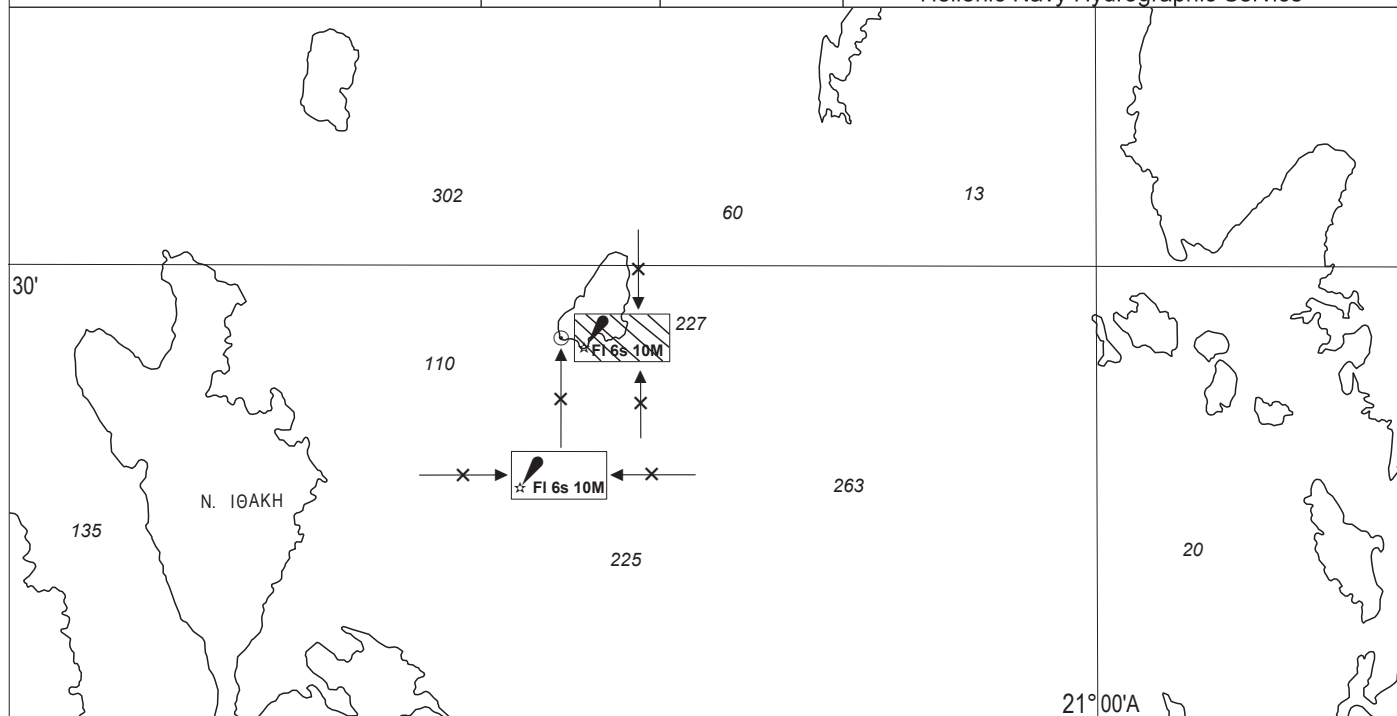 Hellenic Navy Hydrographic Service
302
60
13
30'
227
Fl 6s 10M
110
Fl 6s 10M
263
Ν. ΙΘΑΚΗ
135
225
20
21° 00'Α